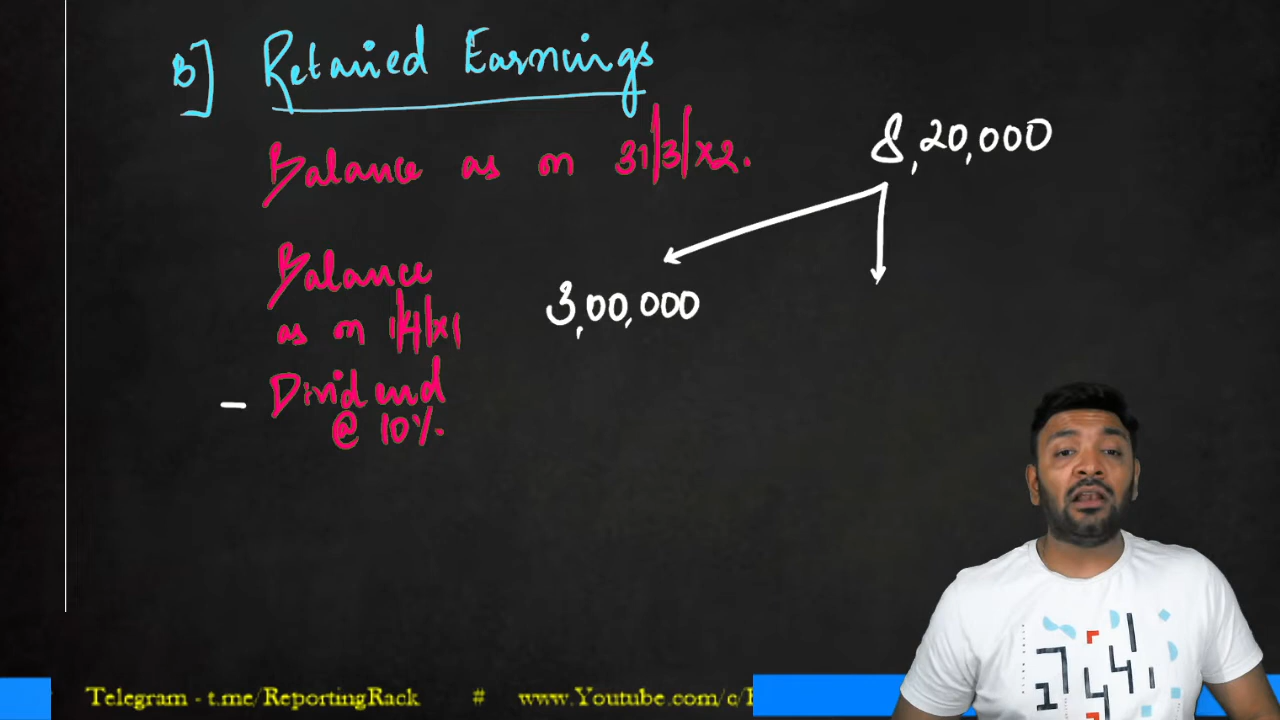 B] Retained Earnings
Balance as on 31/3/x2.
8,20,000
Balance
as on 1/4/x1
3,00,000
- Dividend
@ 10%.
Telegram - t.me/ReportingRack # www.Youtube.com/c/